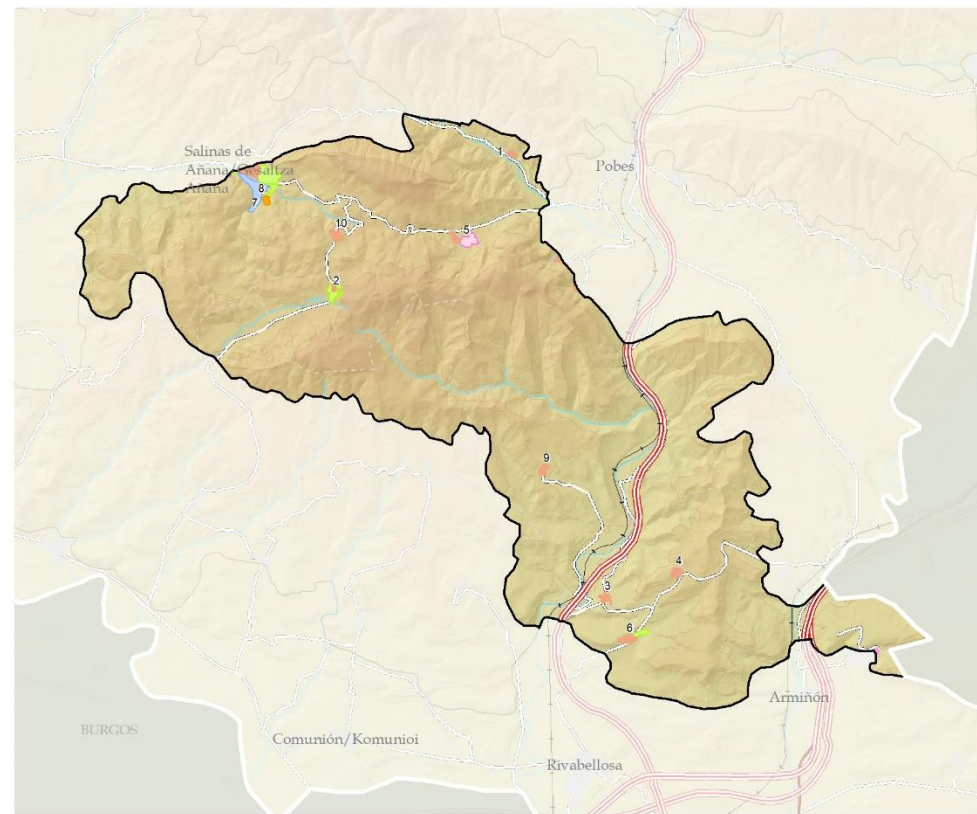 1
Salinas de
Añana/Gesaltza
Añana
Pobes
8
7
10
5
2
9
4
3
6
Armiñón
BURGOS
Comunión/Komunioi
Rivabellosa